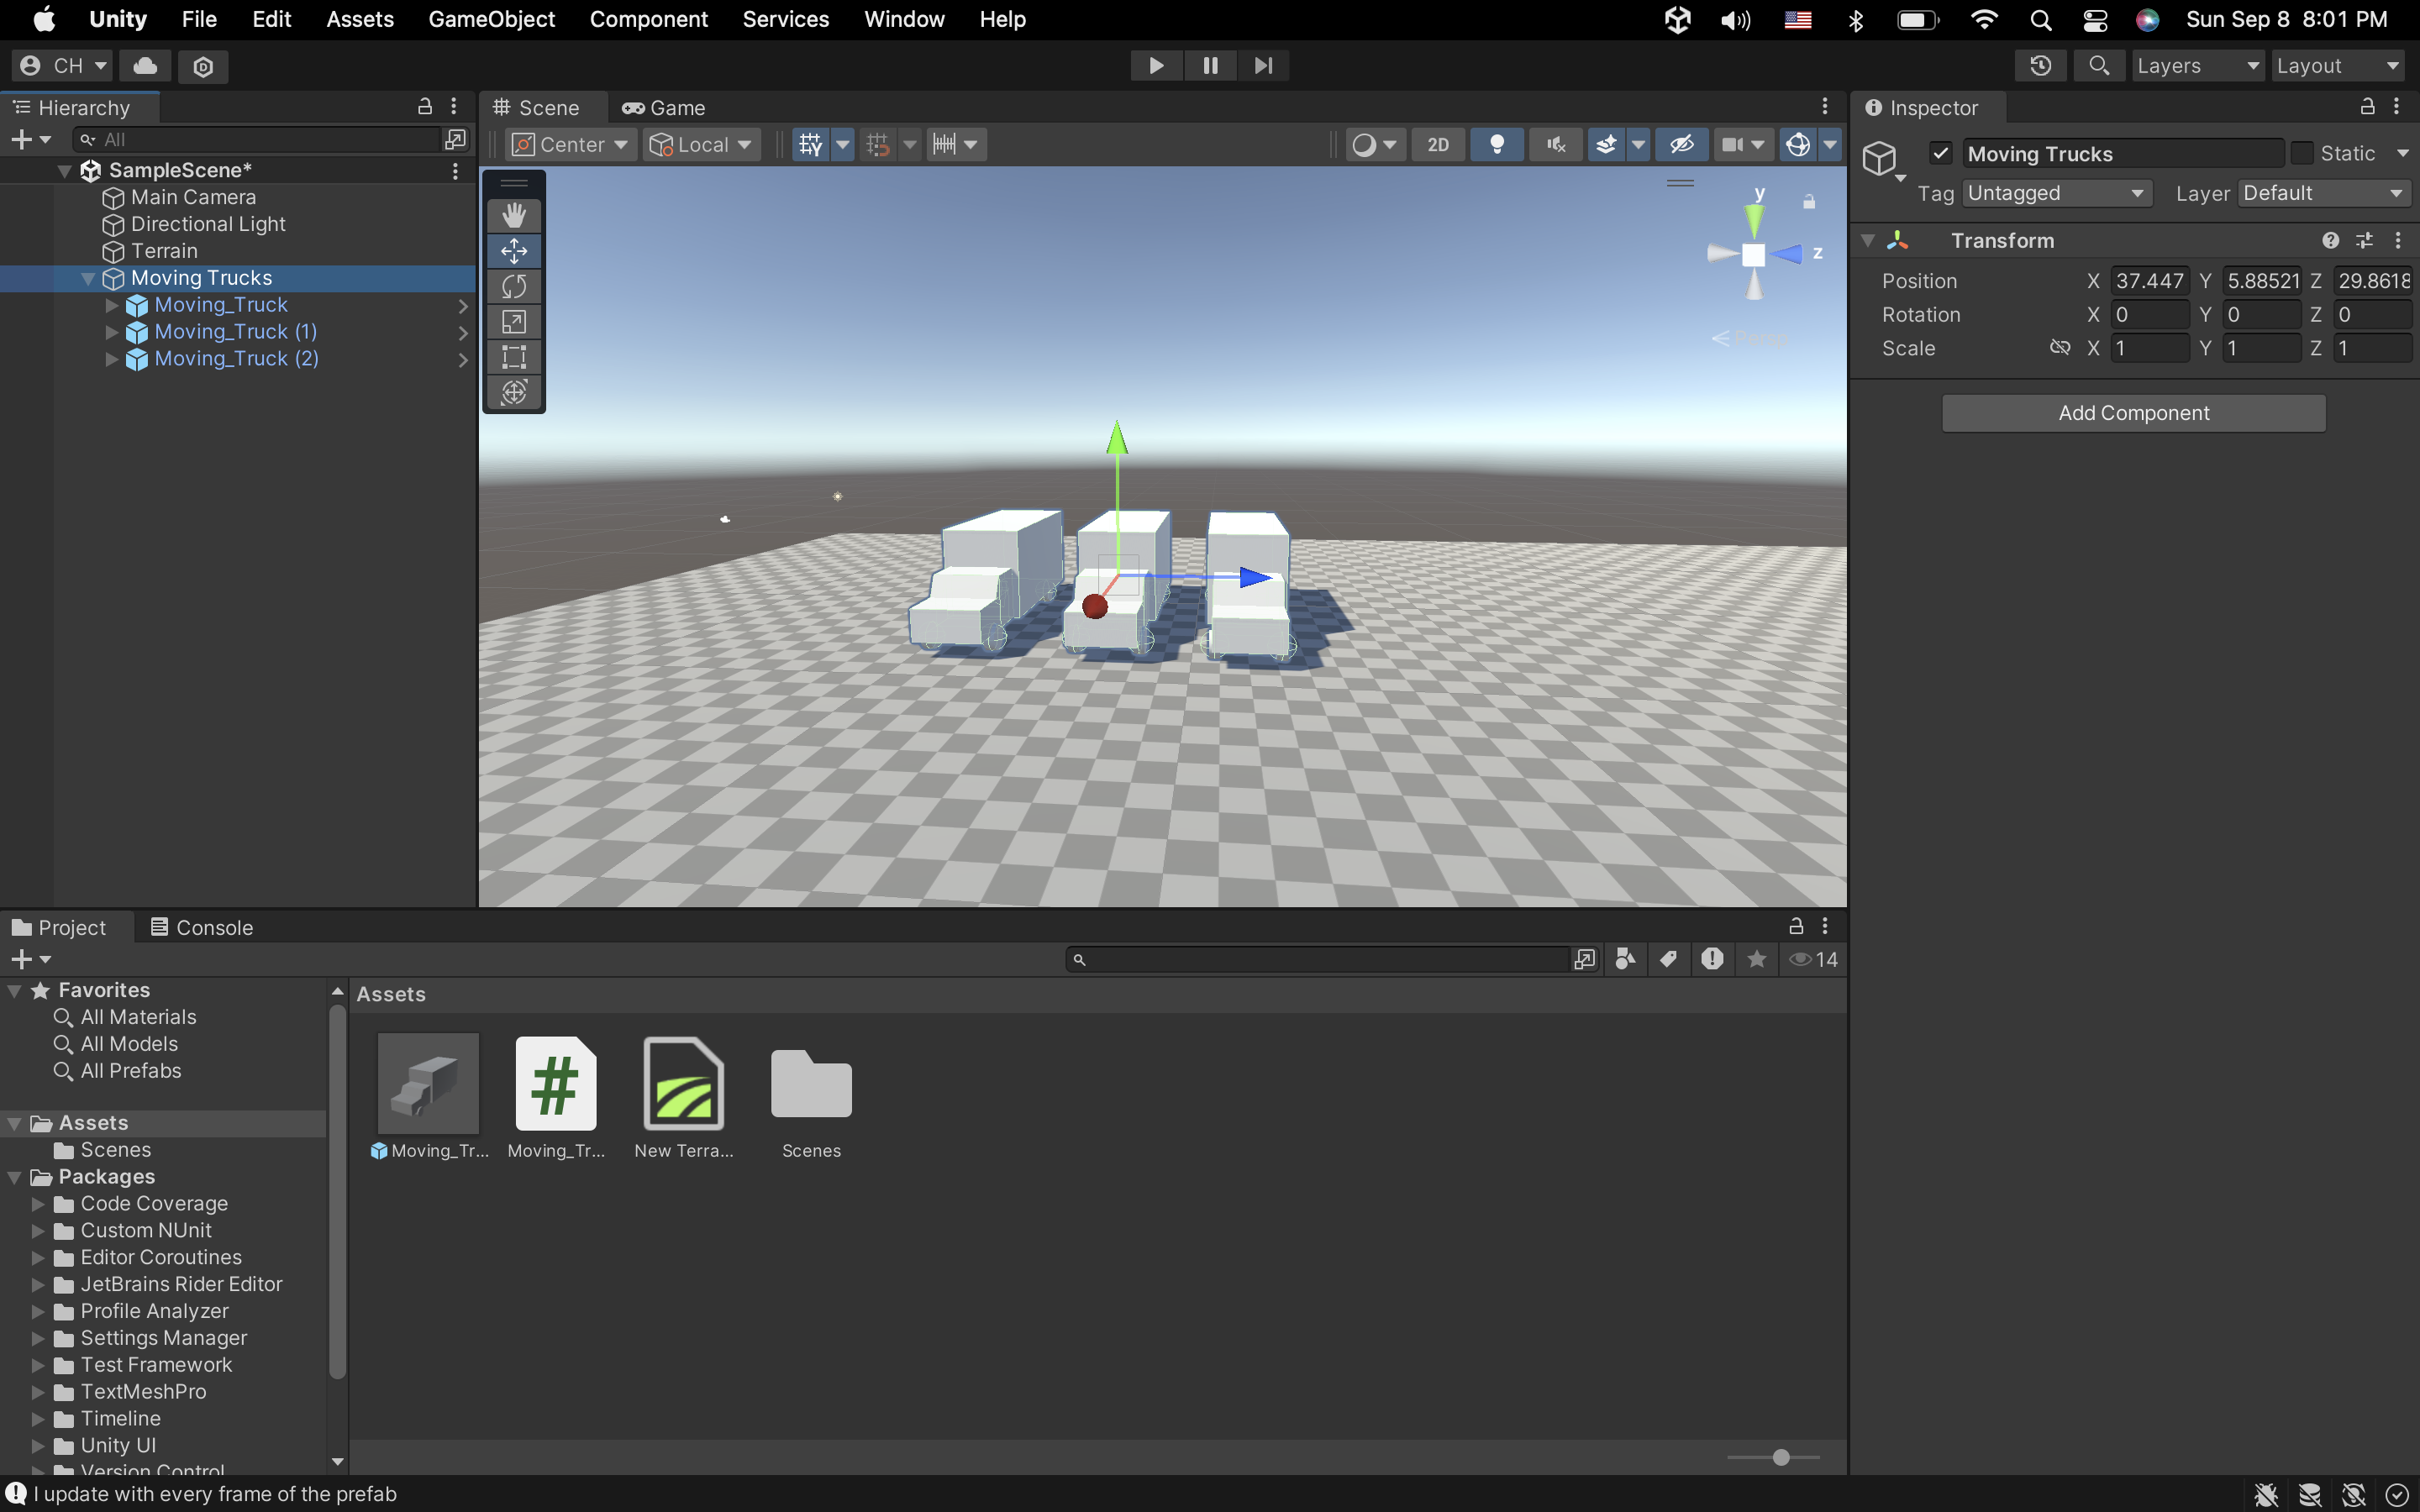 Unity File Edit Assets GameObject Component Services Window Help Sun Sep 8 8:01 PM
CH Layers Layout
Hierarchy
All
SampleScene*
Main Camera
Directional Light
Terrain
Moving Trucks
Moving_Truck
Moving_Truck (1)
Moving_Truck (2)
Scene Game
Center Local 2D
y
z
Persp
Inspector
Moving Trucks Static
Tag Untagged Layer Default
Transform
Position X 37.447 Y 5.88521 Z 29.8618
Rotation X 0 Y 0 Z 0
Scale X 1 Y 1 Z 1
Add Component
Project Console
14
Favorites
All Materials
All Models
All Prefabs
Assets
Scenes
Packages
Code Coverage
Custom NUnit
Editor Coroutines
JetBrains Rider Editor
Profile Analyzer
Settings Manager
Test Framework
TextMeshPro
Timeline
Unity UI
Version Control
Assets
Moving_Tr... Moving_Tr... New Terra... Scenes
I update with every frame of the prefab